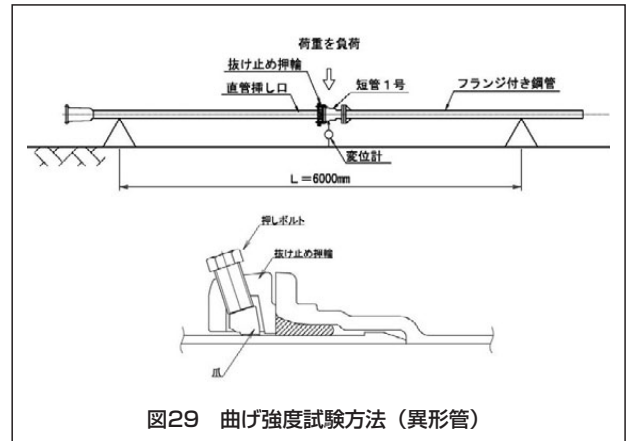 荷重を負荷
抜け止め押輪
直管挿し口
短管1号
フランジ付き鋼管
変位計
L=6000mm
押しボルト
抜け止め押輪
爪
図29 曲げ強度試験方法（異形管）